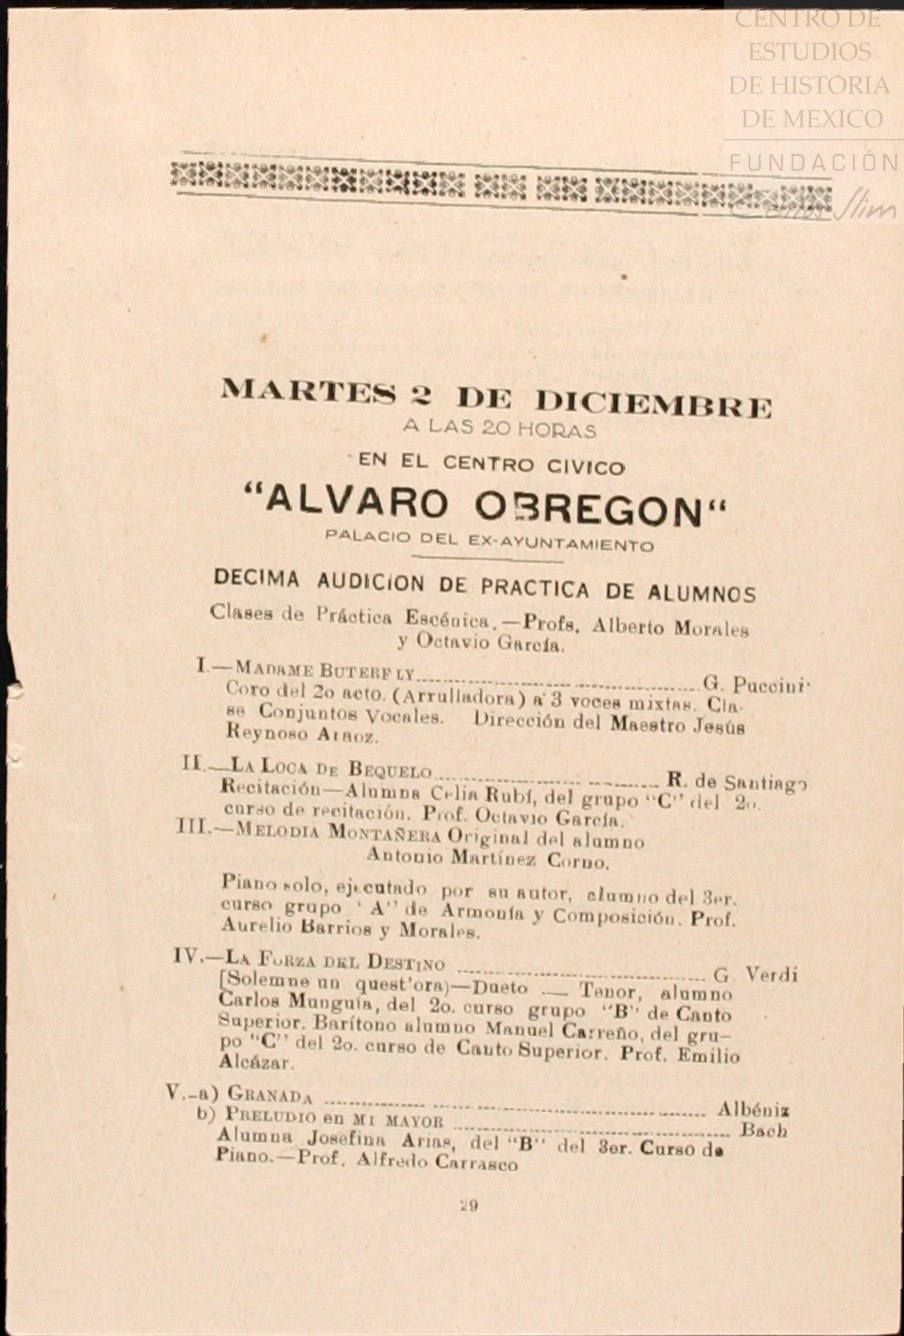 CENTRO DE
ESTUDIOS
DE HISTORIA
DE MEXICO
FUNDACIÓN
Carlos Slim
MARTES 2 DE DICIEMBRE
A LAS 20 HORAS
EN EL CENTRO CIVICO
"ALVARO OBREGON"
PALACIO DEL EX-AYUNTAMIENTO
DECIMA AUDICION DE PRACTICA DE ALUMNOS
Clases de Práctica Escénica.—Profs. Alberto Morales
y Octavio García.
I.—MADAME BUTERFLY........................................G. Puccini
Coro del 2o acto. (Arrulladora) a 3 voces mixtas. Cla-
se Conjuntos Vocales. Dirección del Maestro Jesús
Reynoso Araoz.
II.—LA LOCA DE BEQUELO................................R. de Santiago
Recitación—Alumna Celia Rubí, del grupo "C" del 2o.
curso de recitación. Prof. Octavio García.
III.—MELODIA MONTAÑERA Original del alumno
Antonio Martínez Corno.
Piano solo, ejecutado por su autor, alumno del 3er.
curso grupo "A" de Armonía y Composición. Prof.
Aurelio Barrios y Morales.
IV.—LA FORZA DEL DESTINO ................................ G. Verdi
[Solemne un quest'ora)—Dueto — Tenor, alumno
Carlos Munguía, del 2o. curso grupo "B" de Canto
Superior. Barítono alumno Manuel Carreño, del gru-
po "C" del 2o. curso de Canto Superior. Prof. Emilio
Alcázar.
V.-a) GRANADA ................................................ Albéniz
b) PRELUDIO en MI MAYOR ................................ Bach
Alumna Josefina Arias, del "B" del 3er. Curso de
Piano.—Prof. Alfredo Carrasco
29